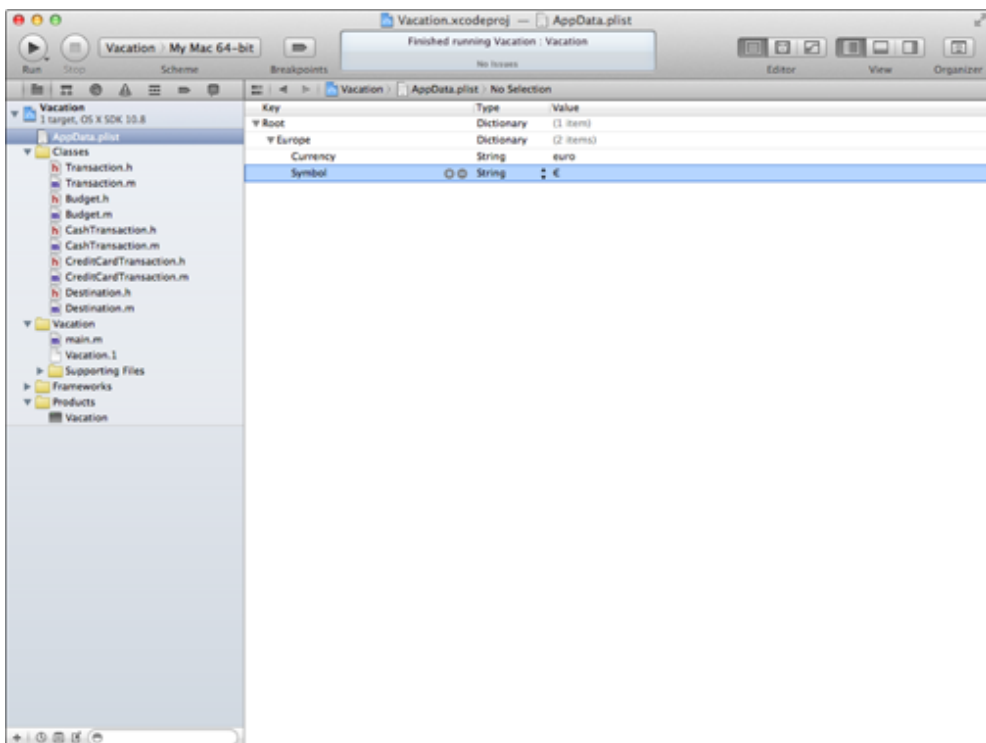 Vacation.xcodeproj — AppData.plist
Vacation › My Mac 64-bit
Finished running Vacation : Vacation
No Issues
Run Stop Scheme Breakpoints Editor View Organizer
Vacation › AppData.plist › No Selection
Vacation
1 target, OS X SDK 10.8
AppData.plist
Classes
Transaction.h
Transaction.m
Budget.h
Budget.m
CashTransaction.h
CashTransaction.m
CreditCardTransaction.h
CreditCardTransaction.m
Destination.h
Destination.m
Vacation
main.m
Vacation.1
Supporting Files
Frameworks
Products
Vacation
Key Type Value
Root Dictionary (1 item)
Europe Dictionary (2 items)
Currency String euro
Symbol String €